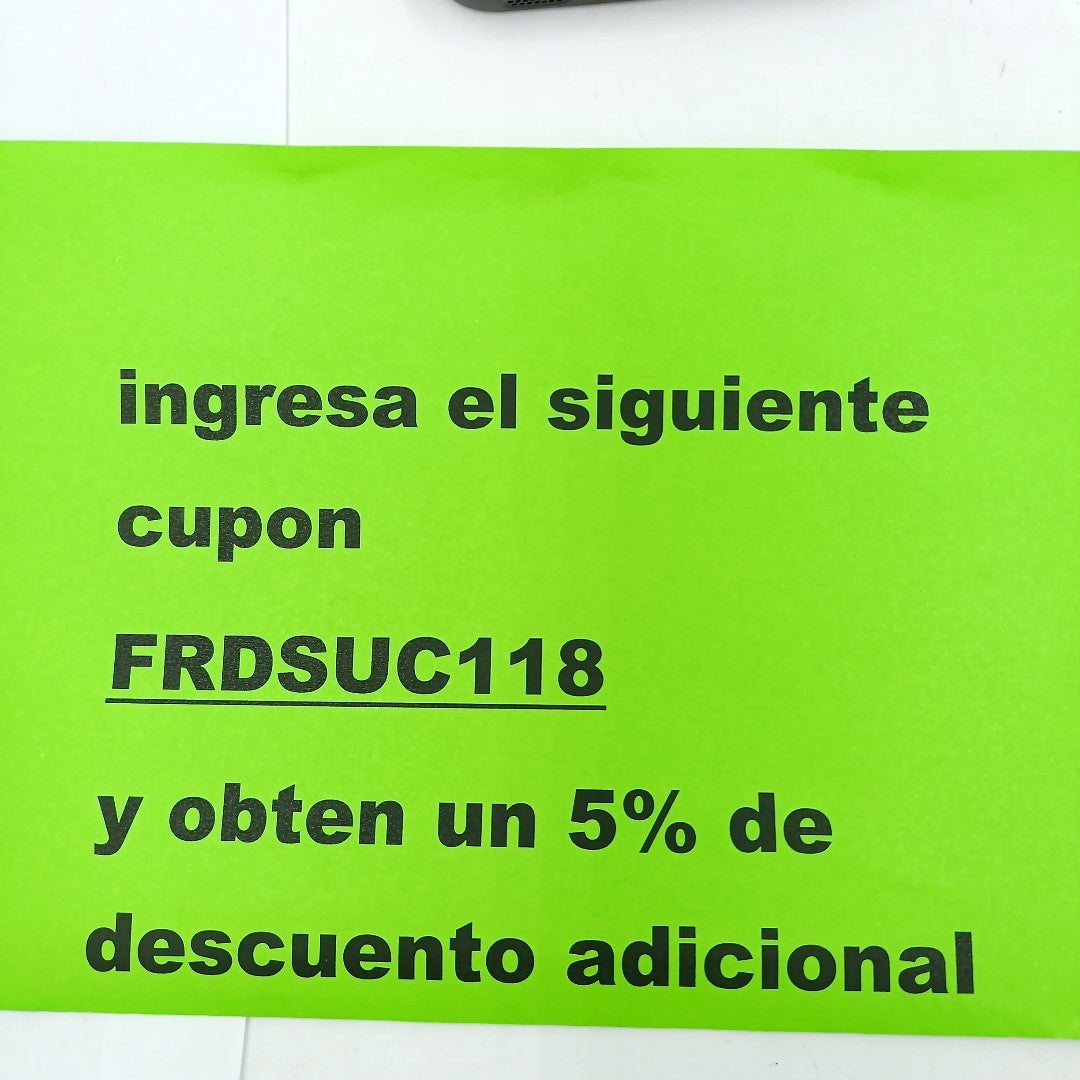 ingresa el siguiente
cupon
FRDSUC118
y obten un 5% de
descuento adicional